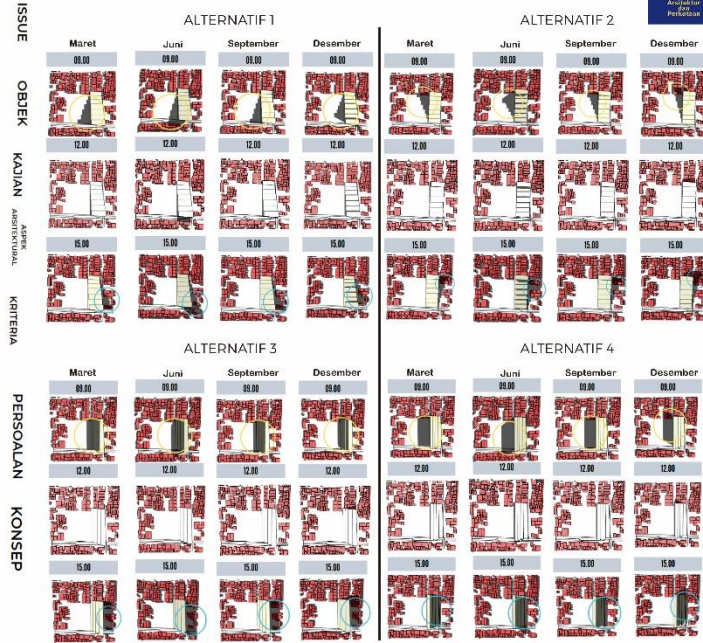 ISSUE
OBJEK
KAJIAN
ASPEK
ARSITEKTURAL
KRITERIA
PERSOALAN
KONSEP
Arsitektur
dan
Perkotaan
ALTERNATIF 1
Maret Juni September Desember
09.00 09.00 09.00 09.00
12.00 12.00 12.00 12.00
15.00 15.00 15.00 15.00
ALTERNATIF 2
Maret Juni September Desember
09.00 09.00 09.00 09.00
12.00 12.00 12.00 12.00
15.00 15.00 15.00 15.00
ALTERNATIF 3
Maret Juni September Desember
09.00 09.00 09.00 09.00
12.00 12.00 12.00 12.00
15.00 15.00 15.00 15.00
ALTERNATIF 4
Maret Juni September Desember
09.00 09.00 09.00 09.00
12.00 12.00 12.00 12.00
15.00 15.00 15.00 15.00